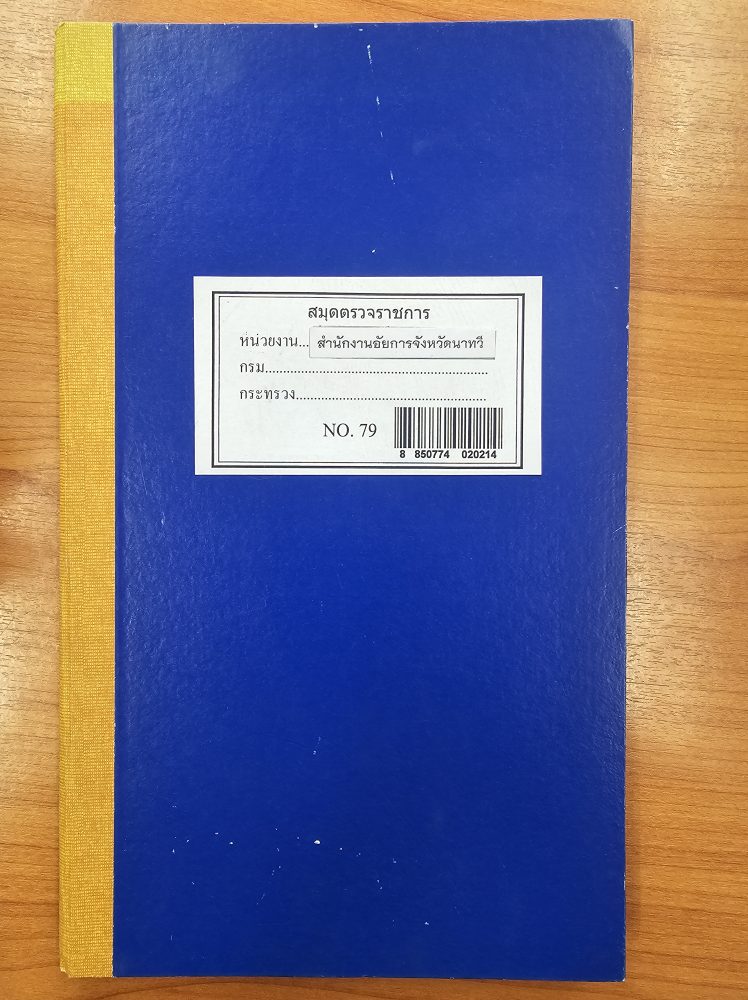 สมุดตรวจราชการ
หน่วยงาน... สำนักงานอัยการจังหวัดนาทวี
กรม..............................................................
กระทรวง.....................................................
NO. 79
8 850774 020214